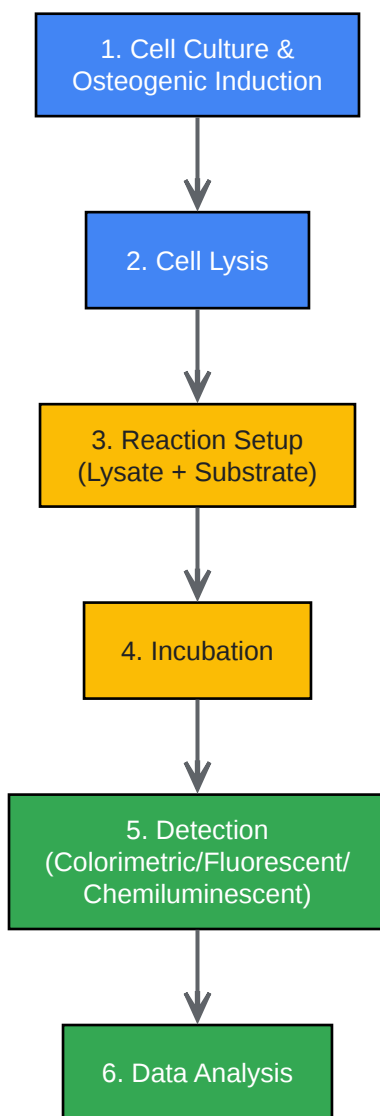 1. Cell Culture &
Osteogenic Induction
2. Cell Lysis
3. Reaction Setup
(Lysate + Substrate)
4. Incubation
5. Detection
(Colorimetric/Fluorescent/
Chemiluminescent)
6. Data Analysis